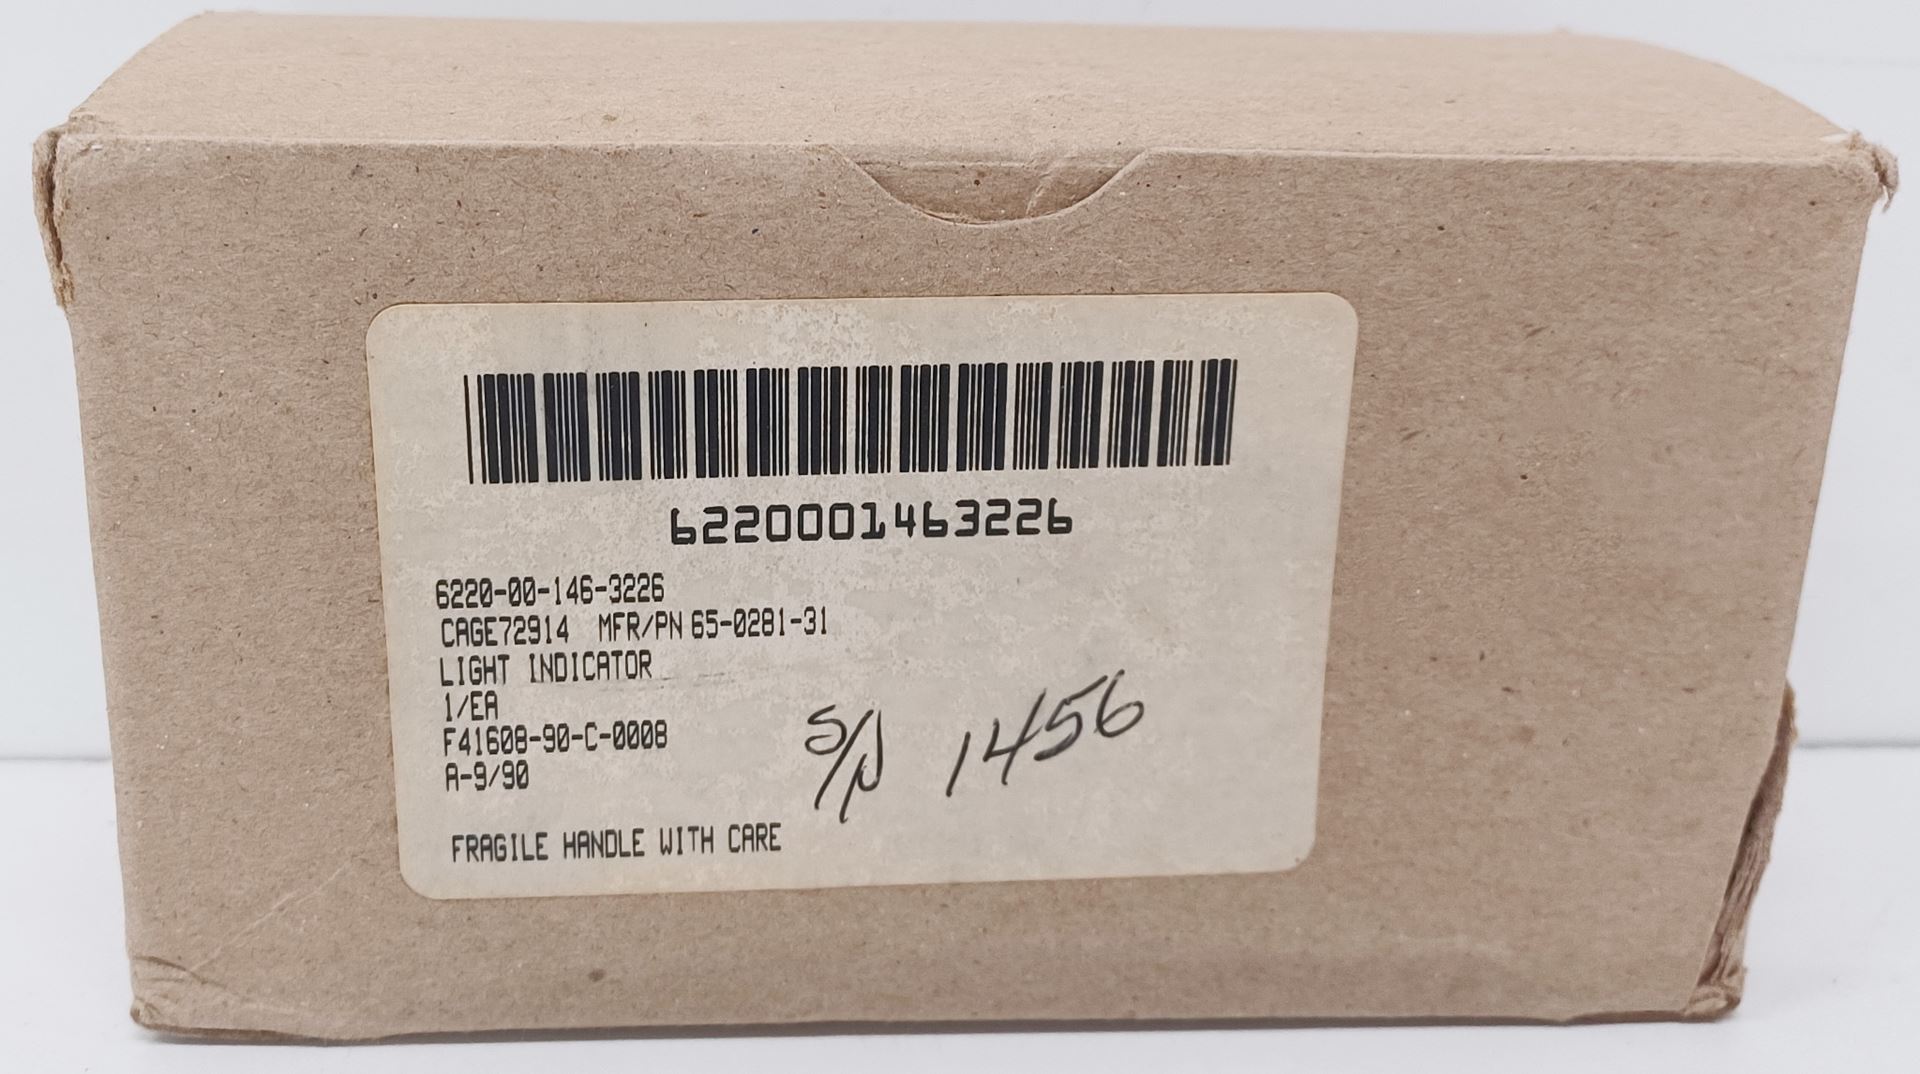 6220001463226
6220-00-146-3226
CAGE72914 MFR/PN 65-0281-31
LIGHT INDICATOR
1/EA
F41608-90-C-0008
A-9/90
S/N 1456
FRAGILE HANDLE WITH CARE